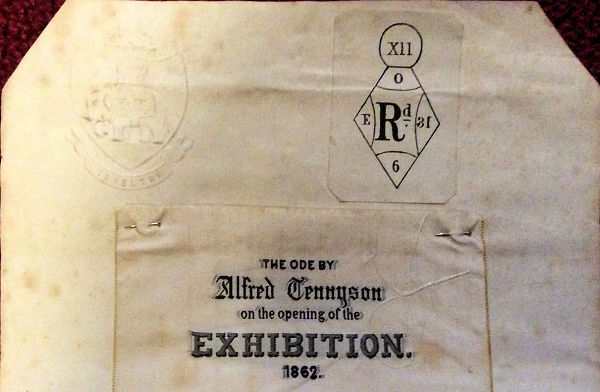 XII
O
E Rd. 31
6
THE ODE BY
Alfred Tennyson
on the opening of the
EXHIBITION.
1862.